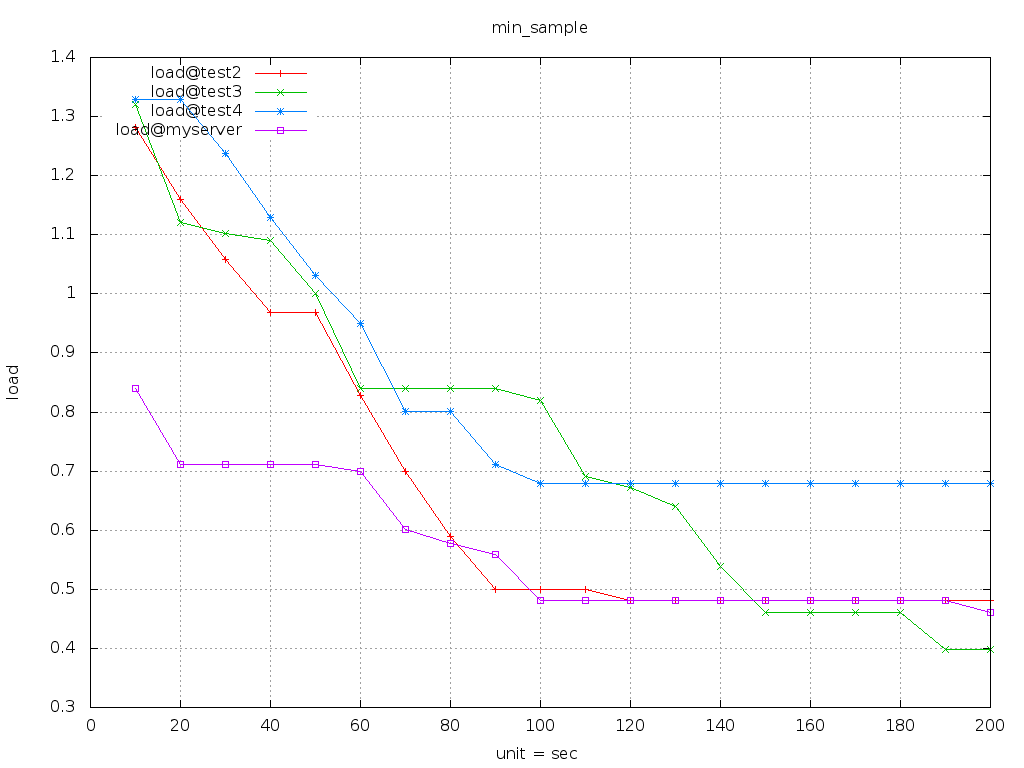 min_sample
load@test2
load@test3
load@test4
load@myserver
1.4
1.3
1.2
1.1
1
0.9
0.8
0.7
0.6
0.5
0.4
0.3
load
0 20 40 60 80 100 120 140 160 180 200
unit = sec